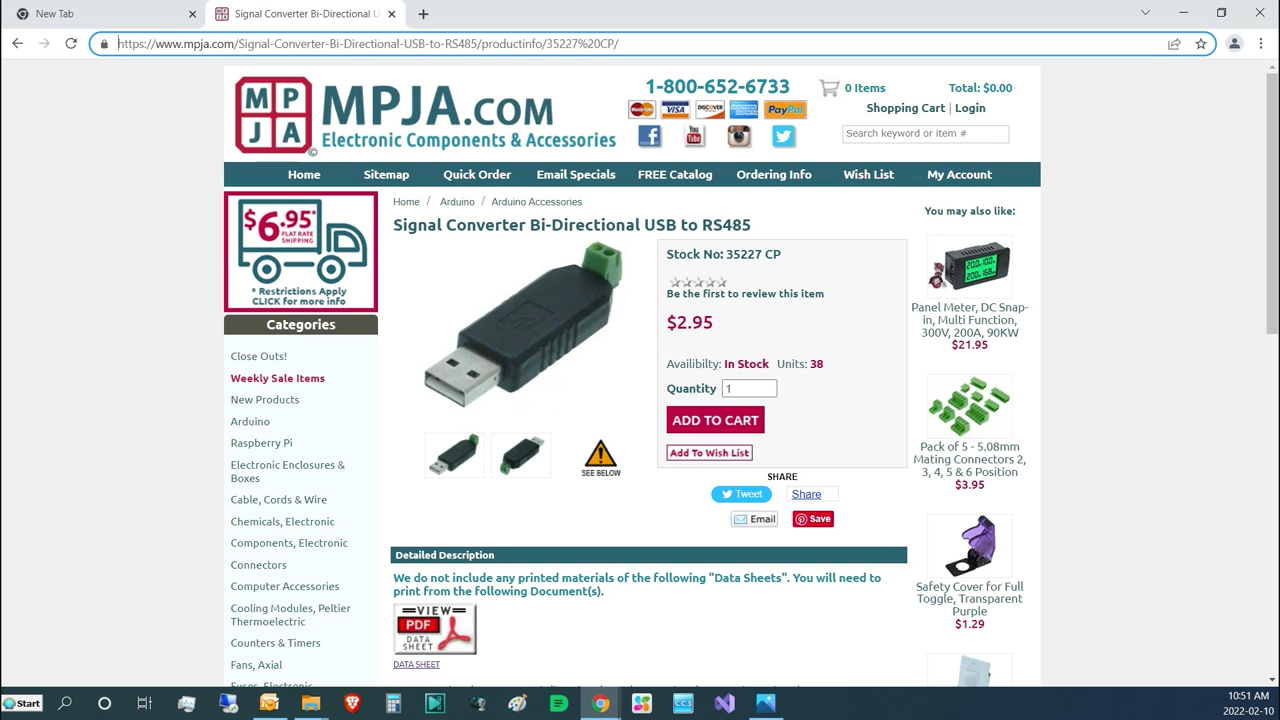 New Tab
Signal Converter Bi-Directional U
https://www.mpja.com/Signal-Converter-Bi-Directional-USB-to-RS485/productinfo/35227%20CP/
MP
JA
©
MPJA.COM
Electronic Components & Accessories
1-800-652-6733
MasterCard VISA DISCOVER PayPal
You Tube
0 Items Total: $0.00
Shopping Cart | Login
Search keyword or item #
Home Sitemap Quick Order Email Specials FREE Catalog Ordering Info Wish List My Account
$6.95*
FLAT RATE
SHIPPING
* Restrictions Apply
CLICK for more info
Categories
Close Outs!
Weekly Sale Items
New Products
Arduino
Raspberry Pi
Electronic Enclosures &
Boxes
Cable, Cords & Wire
Chemicals, Electronic
Components, Electronic
Connectors
Computer Accessories
Cooling Modules, Peltier
Thermoelectric
Counters & Timers
Fans, Axial
Fuses, Electronic
Home / Arduino / Arduino Accessories
Signal Converter Bi-Directional USB to RS485
SEE BELOW
Stock No: 35227 CP
Be the first to review this item
$2.95
Availibilty: In Stock Units: 38
Quantity 1
ADD TO CART
Add To Wish List
SHARE
Tweet Share
Email Save
Detailed Description
We do not include any printed materials of the following "Data Sheets". You will need to
print from the following Document(s).
VIEW
PDF
DATA
SHEET
DATA SHEET
You may also like:
Panel Meter, DC Snap-
in, Multi Function,
300V, 200A, 90KW
$21.95
Pack of 5 - 5.08mm
Mating Connectors 2,
3, 4, 5 & 6 Position
$3.95
Safety Cover for Full
Toggle, Transparent
Purple
$1.29
Start
CC3
10:51 AM
2022-02-10